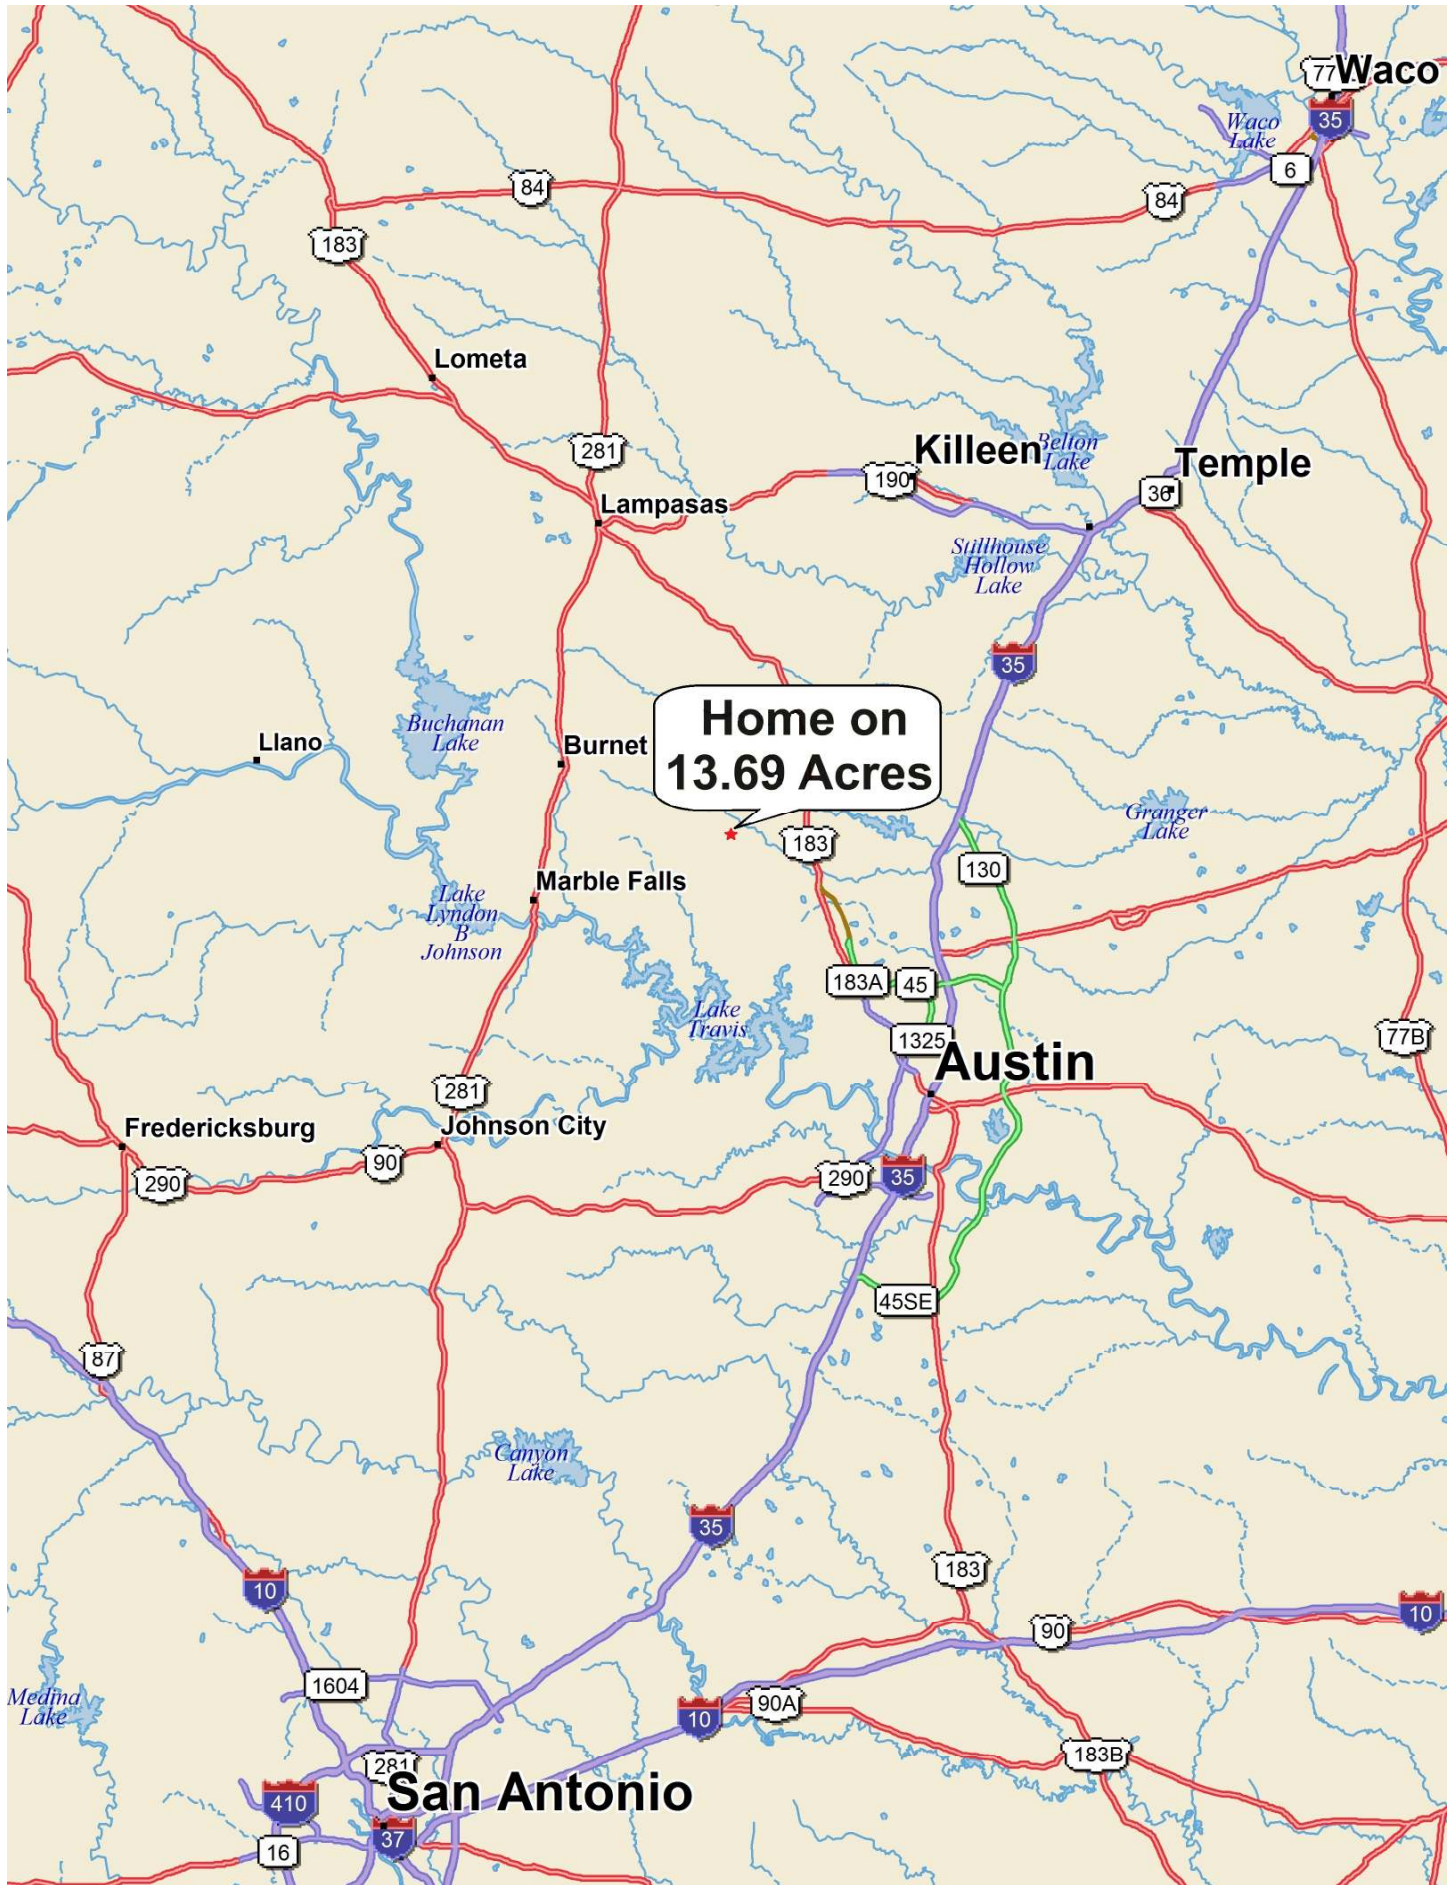 77
Waco
35
Waco
Lake
6
84
84
183
Lometa
281
Killeen
Belton
Lake
190
Temple
36
Lampasas
Stillhouse
Hollow
Lake
35
Home on
13.69 Acres
Buchanan
Lake
Llano
Burnet
Granger
Lake
183
130
Marble Falls
Lake
Lyndon
B
Johnson
183A
45
Lake
Travis
1325
77B
Austin
281
Johnson City
Fredericksburg
90
290
290
35
45SE
87
Canyon
Lake
35
183
10
90
10
1604
Medina
Lake
10
90A
183B
281
San Antonio
410
37
16